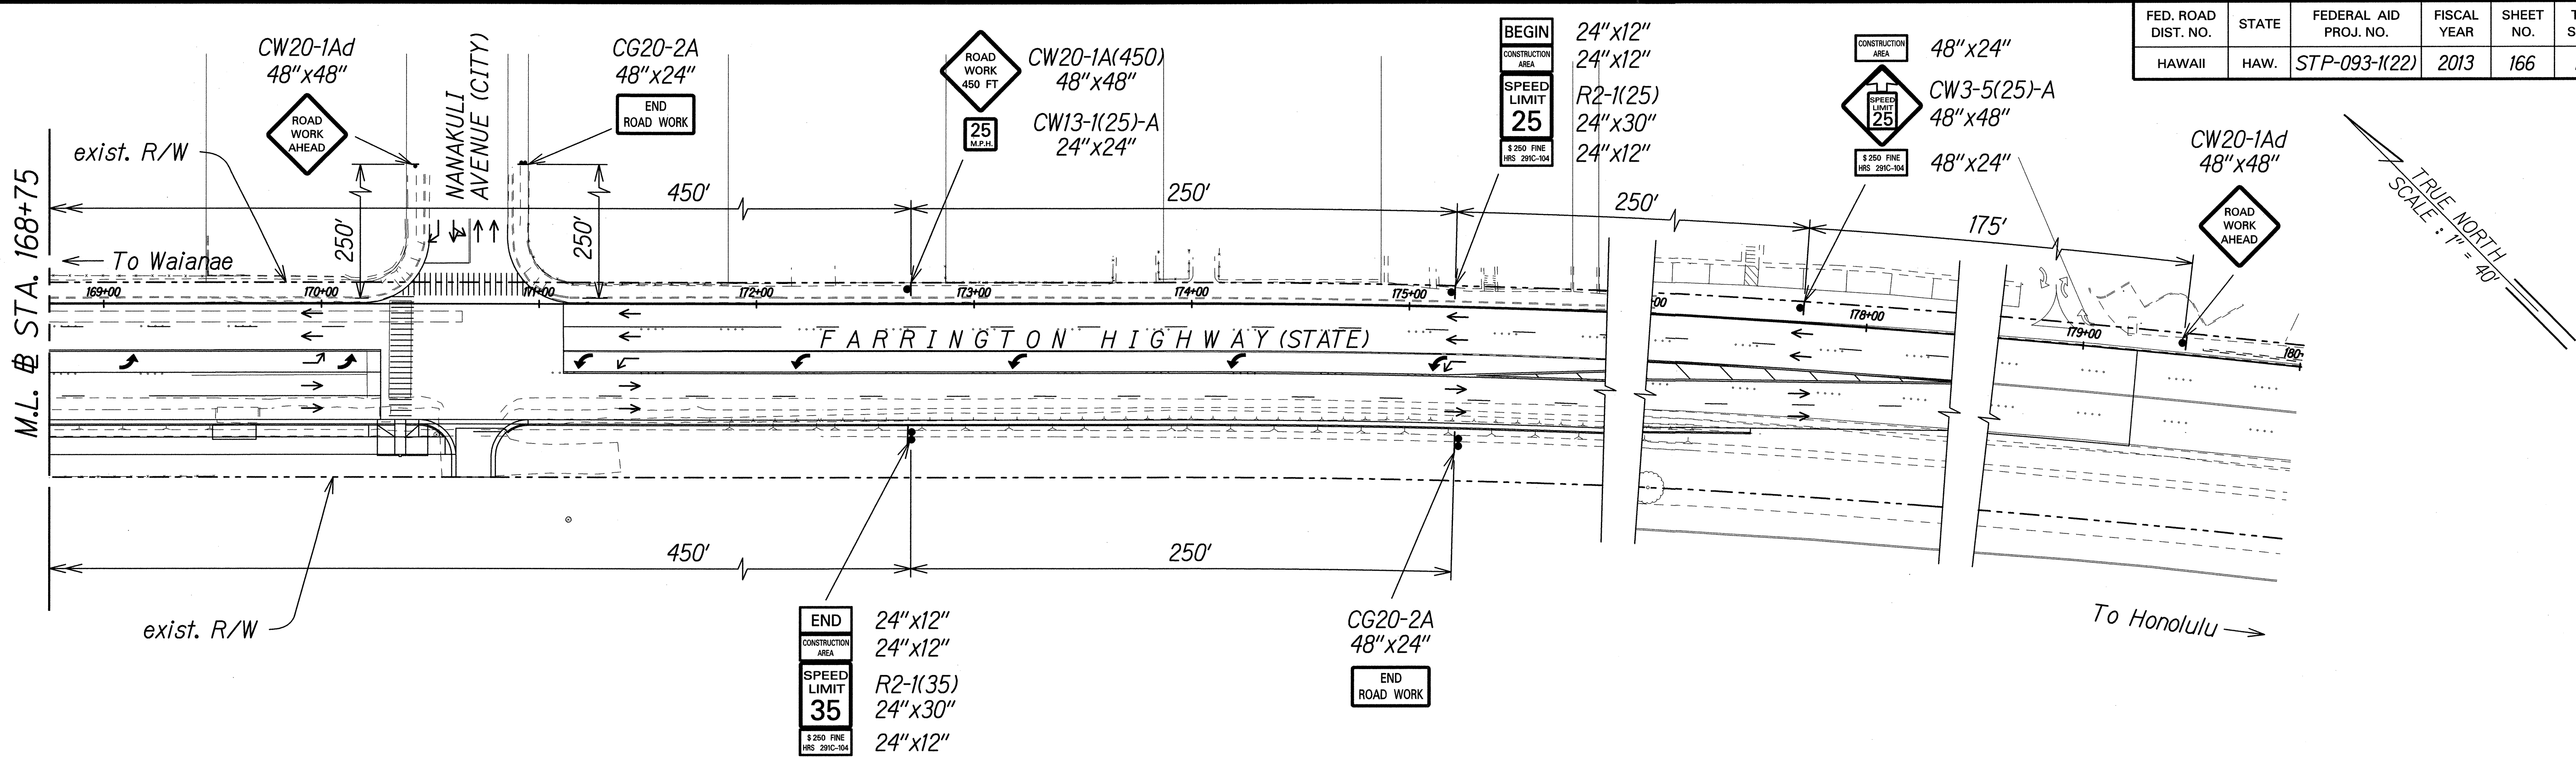 FED. ROAD DIST. NO.
STATE
FEDERAL AID PROJ. NO.
FISCAL YEAR
SHEET NO.
HAWAII
HAW.
STP-093-1(22)
2013
166
CW20-1Ad
48"x48"
ROAD
WORK
AHEAD
CG20-2A
48"x24"
END
ROAD WORK
NANAKULI
AVENUE (CITY)
ROAD
WORK
450 FT
CW20-1A(450)
48"x48"
25
M.P.H.
CW13-1(25)-A
24"x24"
BEGIN
24"x12"
CONSTRUCTION
AREA
24"x12"
SPEED
LIMIT
25
R2-1(25)
24"x30"
$250 FINE
HRS 291C-104
24"x12"
CONSTRUCTION
AREA
48"x24"
SPEED
LIMIT
25
CW3-5(25)-A
48"x48"
$250 FINE
HRS 291C-104
48"x24"
CW20-1Ad
48"x48"
ROAD
WORK
AHEAD
TRUE NORTH
SCALE : 1" = 40'
exist. R/W
M.L. B STA. 168+75
250'
250'
450'
250'
250'
175'
To Waianae
169+00
170+00
171+00
172+00
173+00
174+00
175+00
178+00
179+00
FARRINGTON HIGHWAY (STATE)
450'
250'
exist. R/W
END
24"x12"
CONSTRUCTION
AREA
24"x12"
SPEED
LIMIT
35
R2-1(35)
24"x30"
$250 FINE
HRS 291C-104
24"x12"
CG20-2A
48"x24"
END
ROAD WORK
To Honolulu